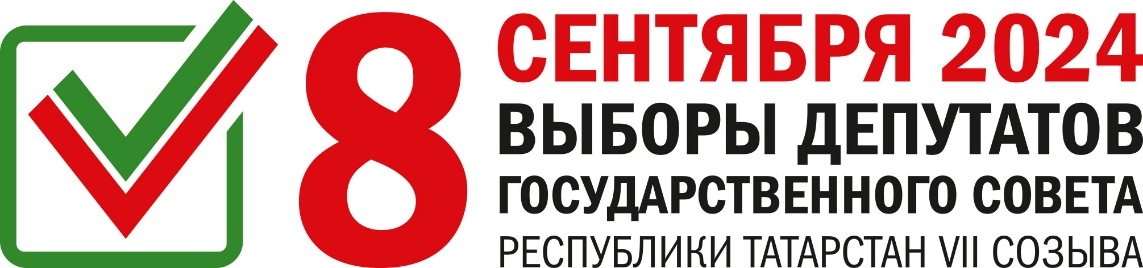 8 СЕНТЯБРЯ 2024
ВЫБОРЫ ДЕПУТАТОВ
ГОСУДАРСТВЕННОГО СОВЕТА
РЕСПУБЛИКИ ТАТАРСТАН VII СОЗЫВА